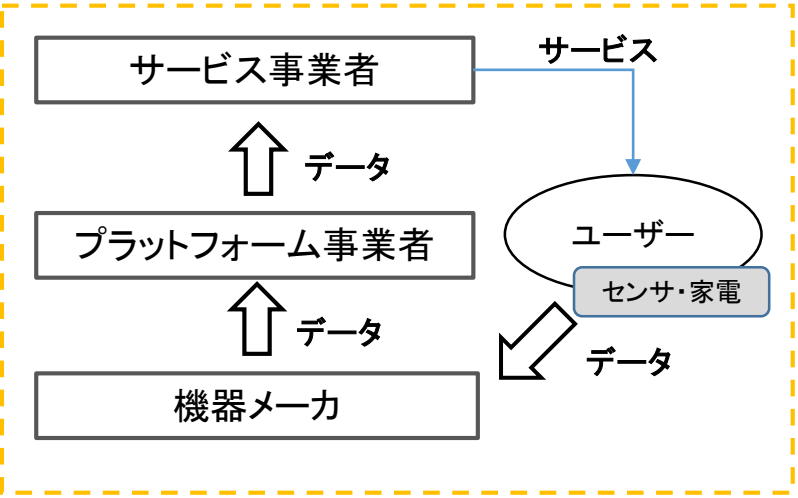 サービス事業者
サービス
データ
プラットフォーム事業者
ユーザー
センサ・家電
データ
データ
機器メーカ